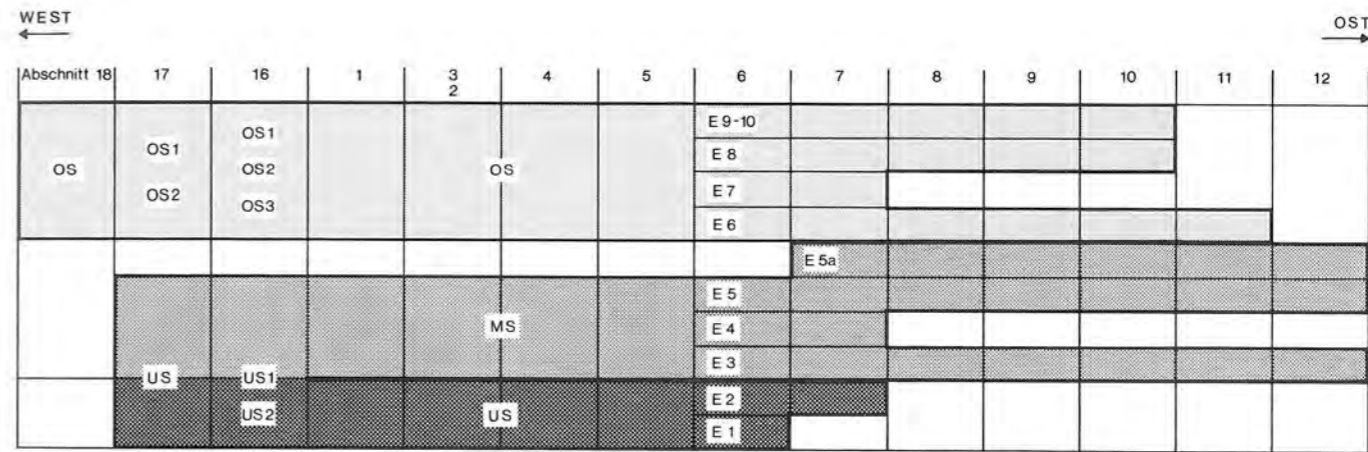 WEST OST
Abschnitt 18 17 16 1 3 4 5 6 7 8 9 10 11 12
2
E 9-10
OS1
OS1
E 8
OS OS2 OS
OS2
E 7
OS3
E 6
E 5a
E 5
MS
E 4
E 3
US US1
E 2
US2 US
E 1